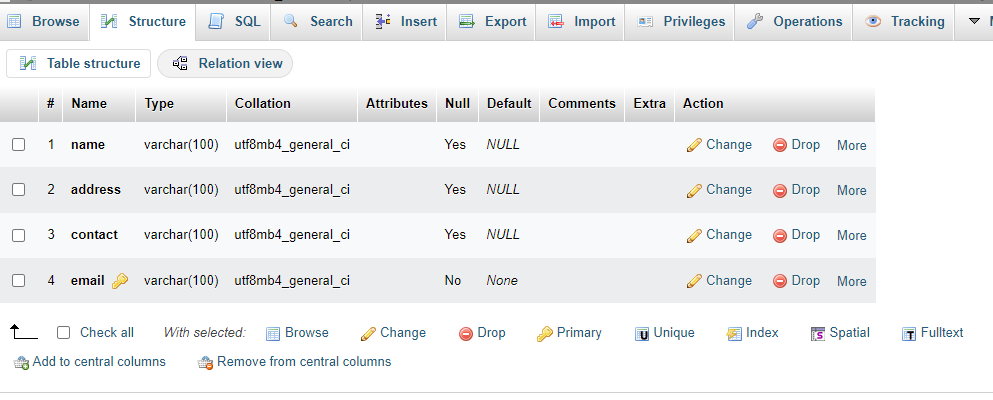 Browse Structure SQL Search Insert Export Import Privileges Operations Tracking
Table structure Relation view
# Name Type Collation Attributes Null Default Comments Extra Action
1 name varchar(100) utf8mb4_general_ci Yes NULL Change Drop More
2 address varchar(100) utf8mb4_general_ci Yes NULL Change Drop More
3 contact varchar(100) utf8mb4_general_ci Yes NULL Change Drop More
4 email varchar(100) utf8mb4_general_ci No None Change Drop More
Check all With selected: Browse Change Drop Primary Unique Index Spatial Fulltext
Add to central columns Remove from central columns